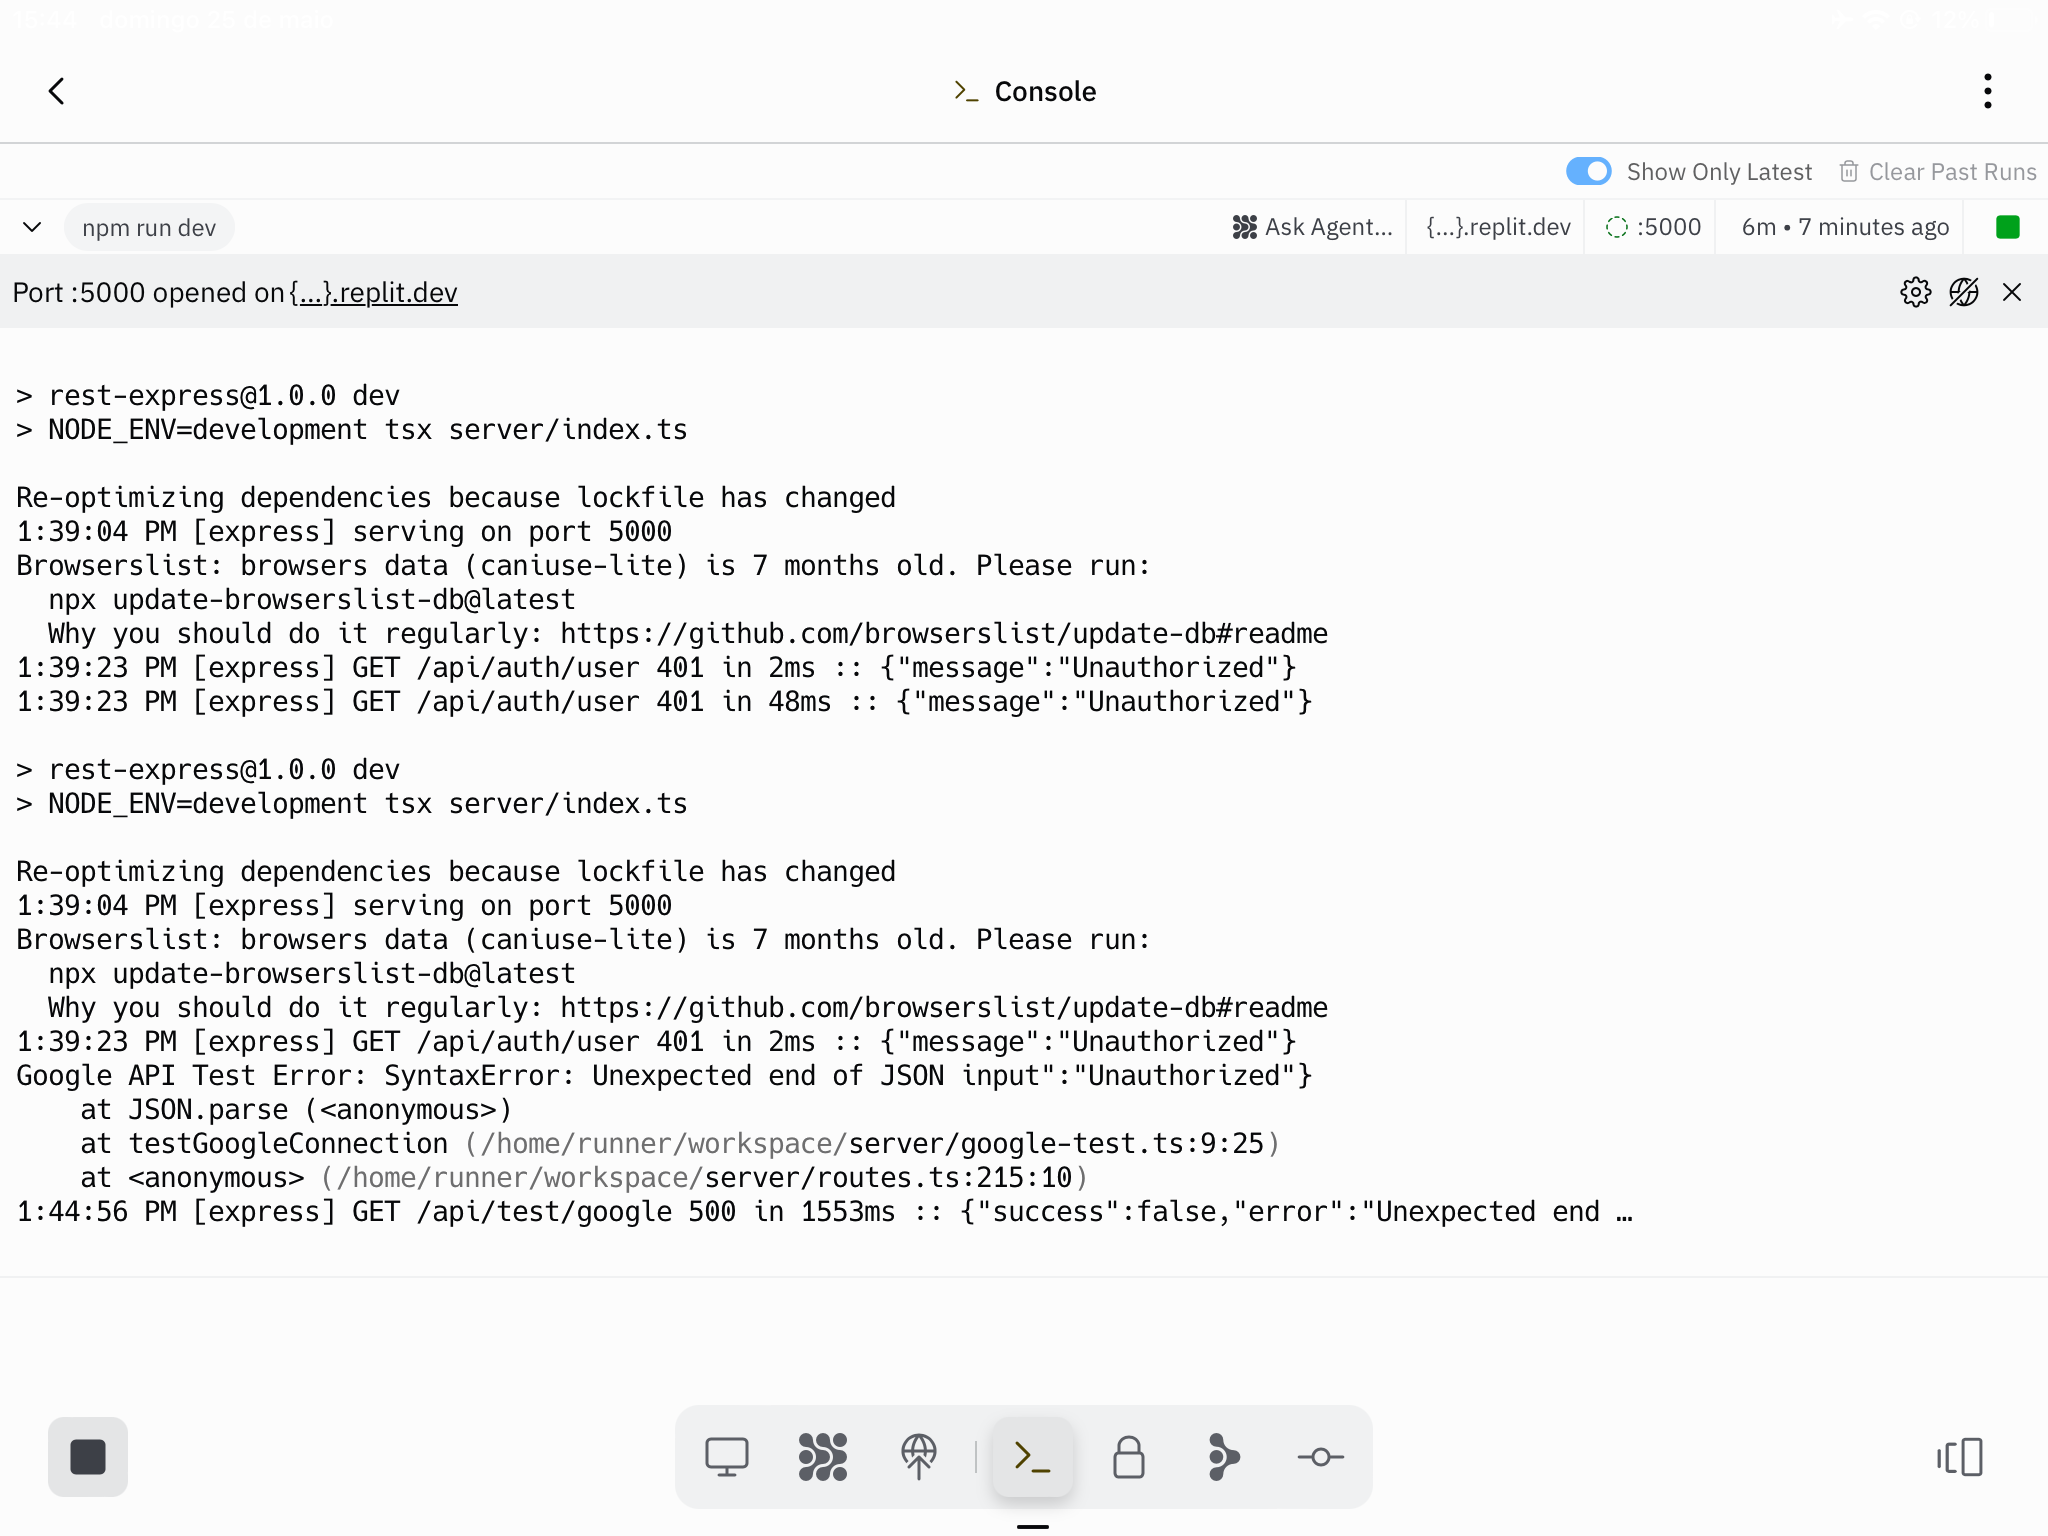 15:44 domingo 25 de maio
12%
>_ Console
Show Only Latest Clear Past Runs
npm run dev Ask Agent... {...}.replit.dev :5000 6m • 7 minutes ago
Port :5000 opened on {...}.replit.dev
> rest-express@1.0.0 dev
> NODE_ENV=development tsx server/index.ts
Re-optimizing dependencies because lockfile has changed
1:39:04 PM [express] serving on port 5000
Browserslist: browsers data (caniuse-lite) is 7 months old. Please run:
  npx update-browserslist-db@latest
  Why you should do it regularly: https://github.com/browserslist/update-db#readme
1:39:23 PM [express] GET /api/auth/user 401 in 2ms :: {"message":"Unauthorized"}
1:39:23 PM [express] GET /api/auth/user 401 in 48ms :: {"message":"Unauthorized"}
> rest-express@1.0.0 dev
> NODE_ENV=development tsx server/index.ts
Re-optimizing dependencies because lockfile has changed
1:39:04 PM [express] serving on port 5000
Browserslist: browsers data (caniuse-lite) is 7 months old. Please run:
  npx update-browserslist-db@latest
  Why you should do it regularly: https://github.com/browserslist/update-db#readme
1:39:23 PM [express] GET /api/auth/user 401 in 2ms :: {"message":"Unauthorized"}
Google API Test Error: SyntaxError: Unexpected end of JSON input":"Unauthorized"}
    at JSON.parse (<anonymous>)
    at testGoogleConnection (/home/runner/workspace/server/google-test.ts:9:25)
    at <anonymous> (/home/runner/workspace/server/routes.ts:215:10)
1:44:56 PM [express] GET /api/test/google 500 in 1553ms :: {"success":false,"error":"Unexpected end …